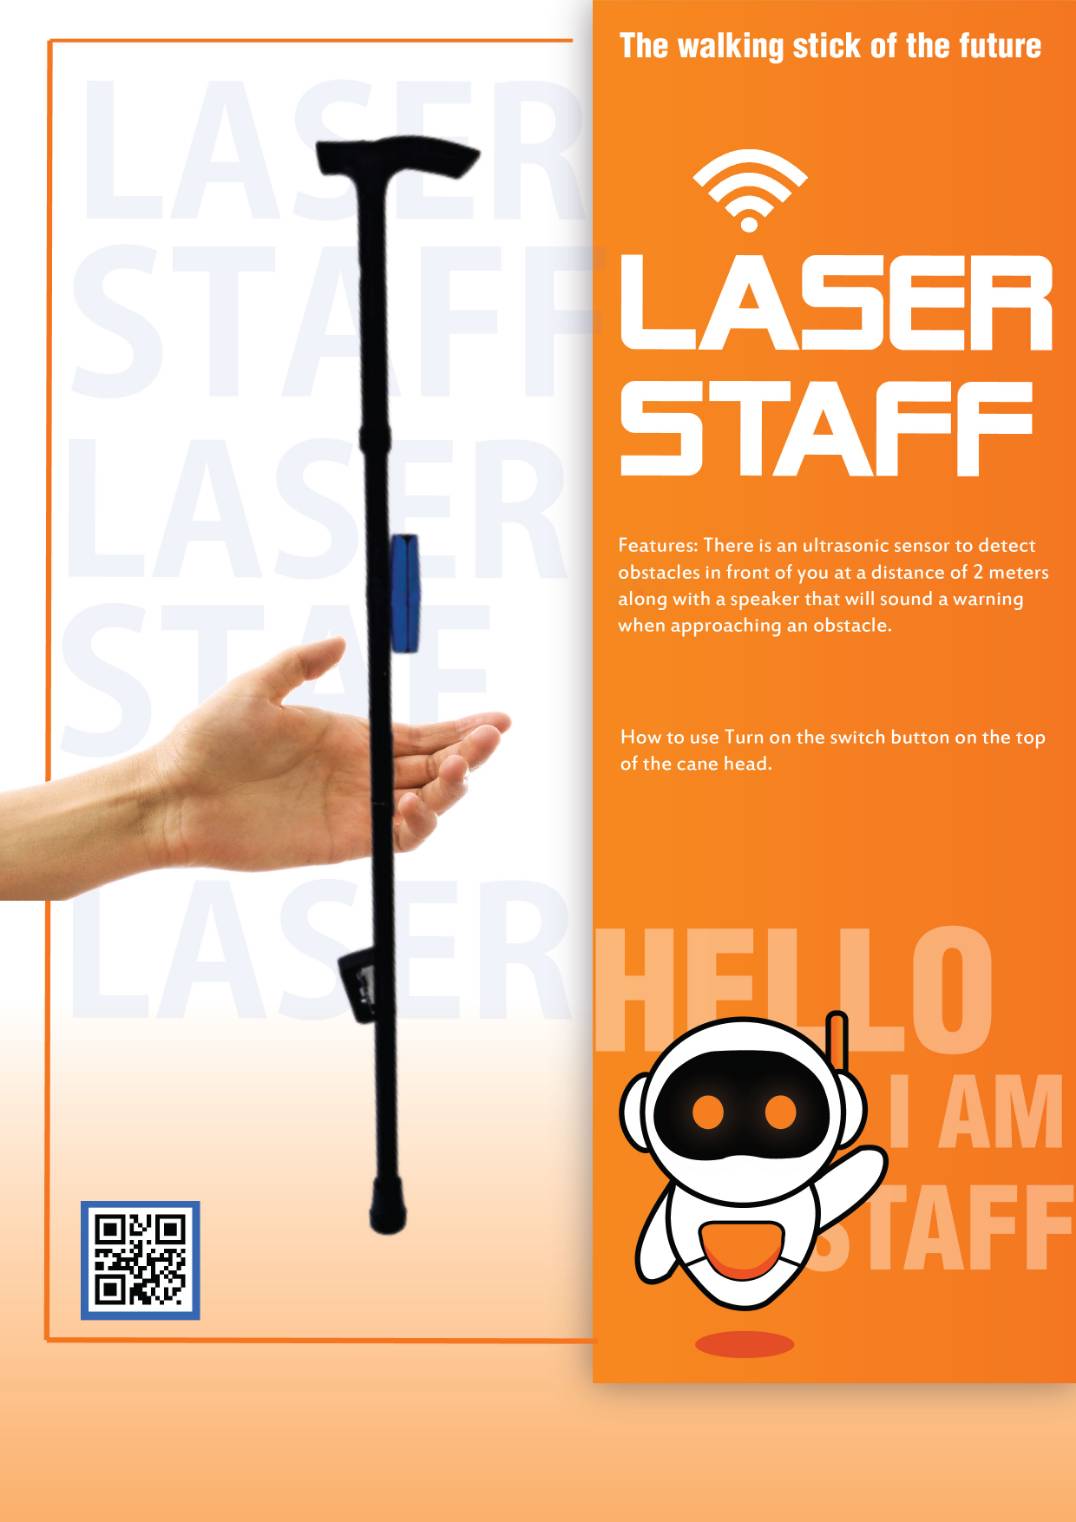 LASER
STAFF
LASER
STAF
LASER
The walking stick of the future
LASER
STAFF
Features: There is an ultrasonic sensor to detect
obstacles in front of you at a distance of 2 meters
along with a speaker that will sound a warning
when approaching an obstacle.
How to use Turn on the switch button on the top
of the cane head.
HELLO
I AM
STAFF